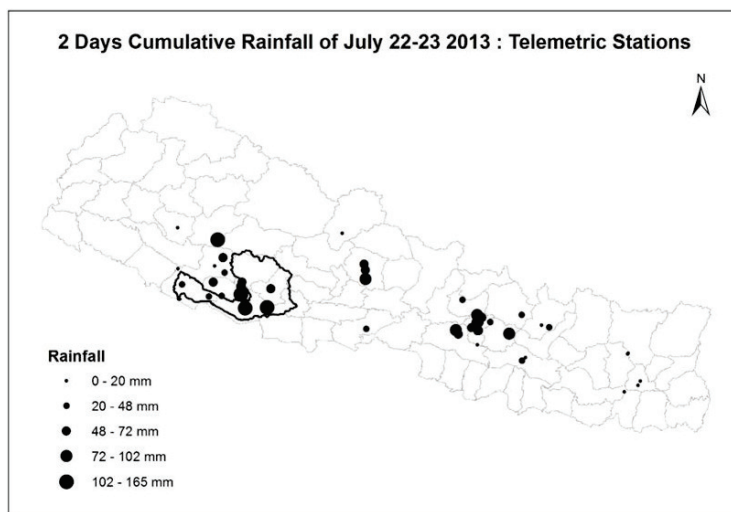 2 Days Cumulative Rainfall of July 22-23 2013 : Telemetric Stations
N
Rainfall
0 - 20 mm
20 - 48 mm
48 - 72 mm
72 - 102 mm
102 - 165 mm